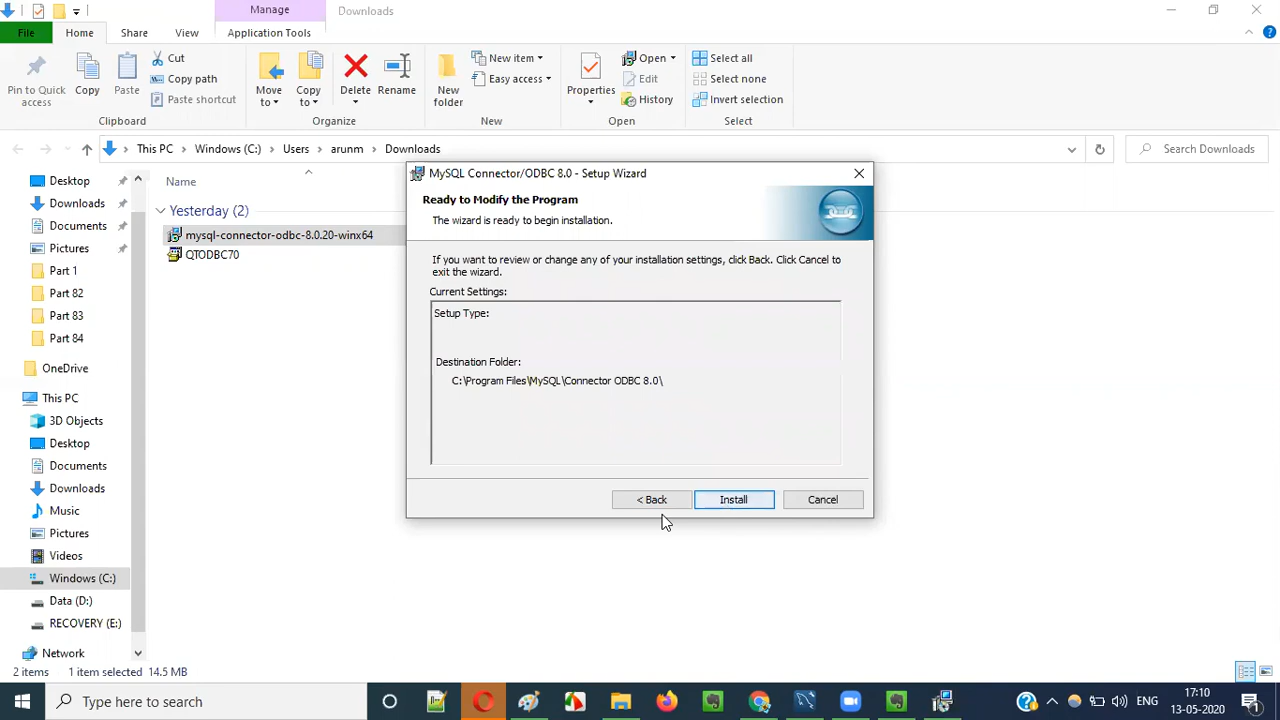 Manage
Downloads
File
Home
Share
View
Application Tools
Pin to Quick access
Copy
Paste
Cut
Copy path
Paste shortcut
Clipboard
Move to
Copy to
Delete
Rename
Organize
New folder
New item
Easy access
New
Properties
Open
Edit
History
Open
Select all
Select none
Invert selection
Select
This PC
Windows (C:)
Users
arunm
Downloads
Search Downloads
Desktop
Downloads
Documents
Pictures
Part 1
Part 82
Part 83
Part 84
OneDrive
This PC
3D Objects
Desktop
Documents
Downloads
Music
Pictures
Videos
Windows (C:)
Data (D:)
RECOVERY (E:)
Network
Name
Yesterday (2)
mysql-connector-odbc-8.0.20-winx64
QTODBC70
MySQL Connector/ODBC 8.0 - Setup Wizard
Ready to Modify the Program
The wizard is ready to begin installation.
If you want to review or change any of your installation settings, click Back. Click Cancel to
exit the wizard.
Current Settings:
Setup Type:
Destination Folder:
C:\Program Files\MySQL\Connector ODBC 8.0\
< Back
Install
Cancel
2 items
1 item selected
14.5 MB
Type here to search
ENG
17:10
13-05-2020
1